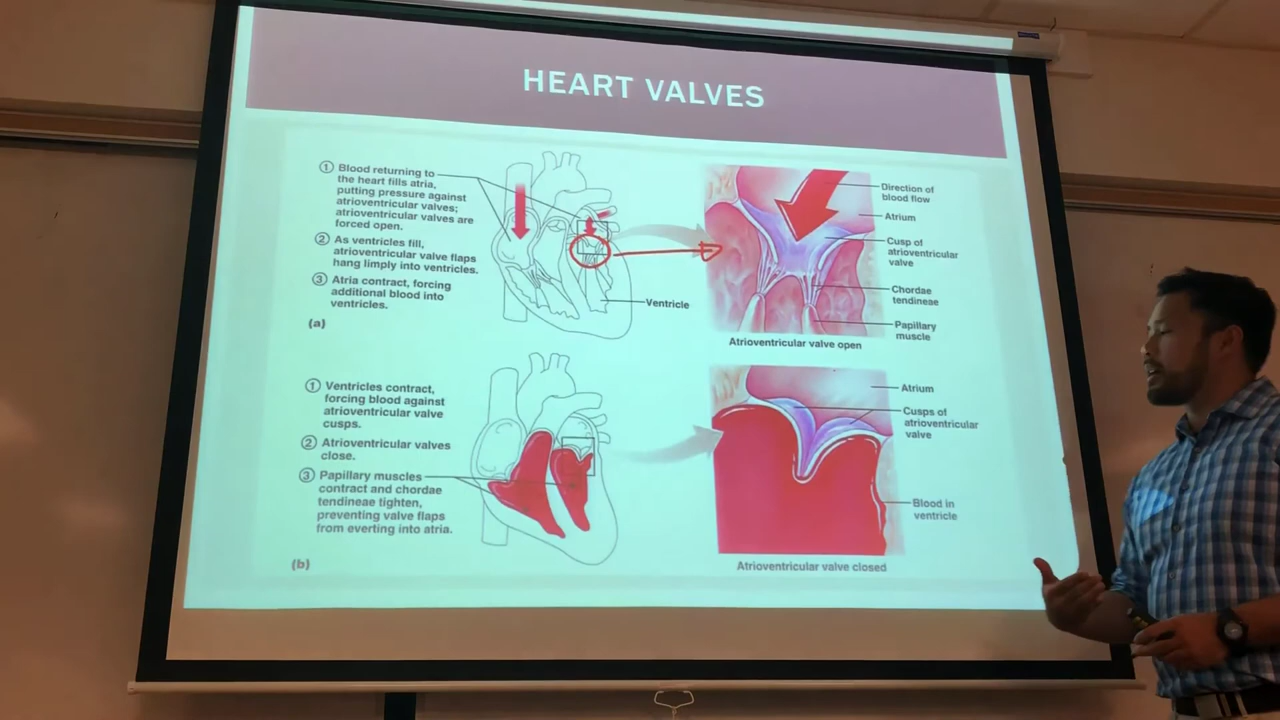 HEART VALVES
① Blood returning to
the heart fills atria,
putting pressure against
atrioventricular valves;
atrioventricular valves are
forced open.
② As ventricles fill,
atrioventricular valve flaps
hang limply into ventricles.
③ Atria contract, forcing
additional blood into
ventricles.
(a)
Ventricle
Direction of
blood flow
Atrium
Cusp of
atrioventricular
valve
Chordae
tendineae
Papillary
muscle
Atrioventricular valve open
① Ventricles contract,
forcing blood against
atrioventricular valve
cusps.
② Atrioventricular valves
close.
③ Papillary muscles
contract and chordae
tendineae tighten,
preventing valve flaps
from everting into atria.
(b)
Atrium
Cusps of
atrioventricular
valve
Blood in
ventricle
Atrioventricular valve closed